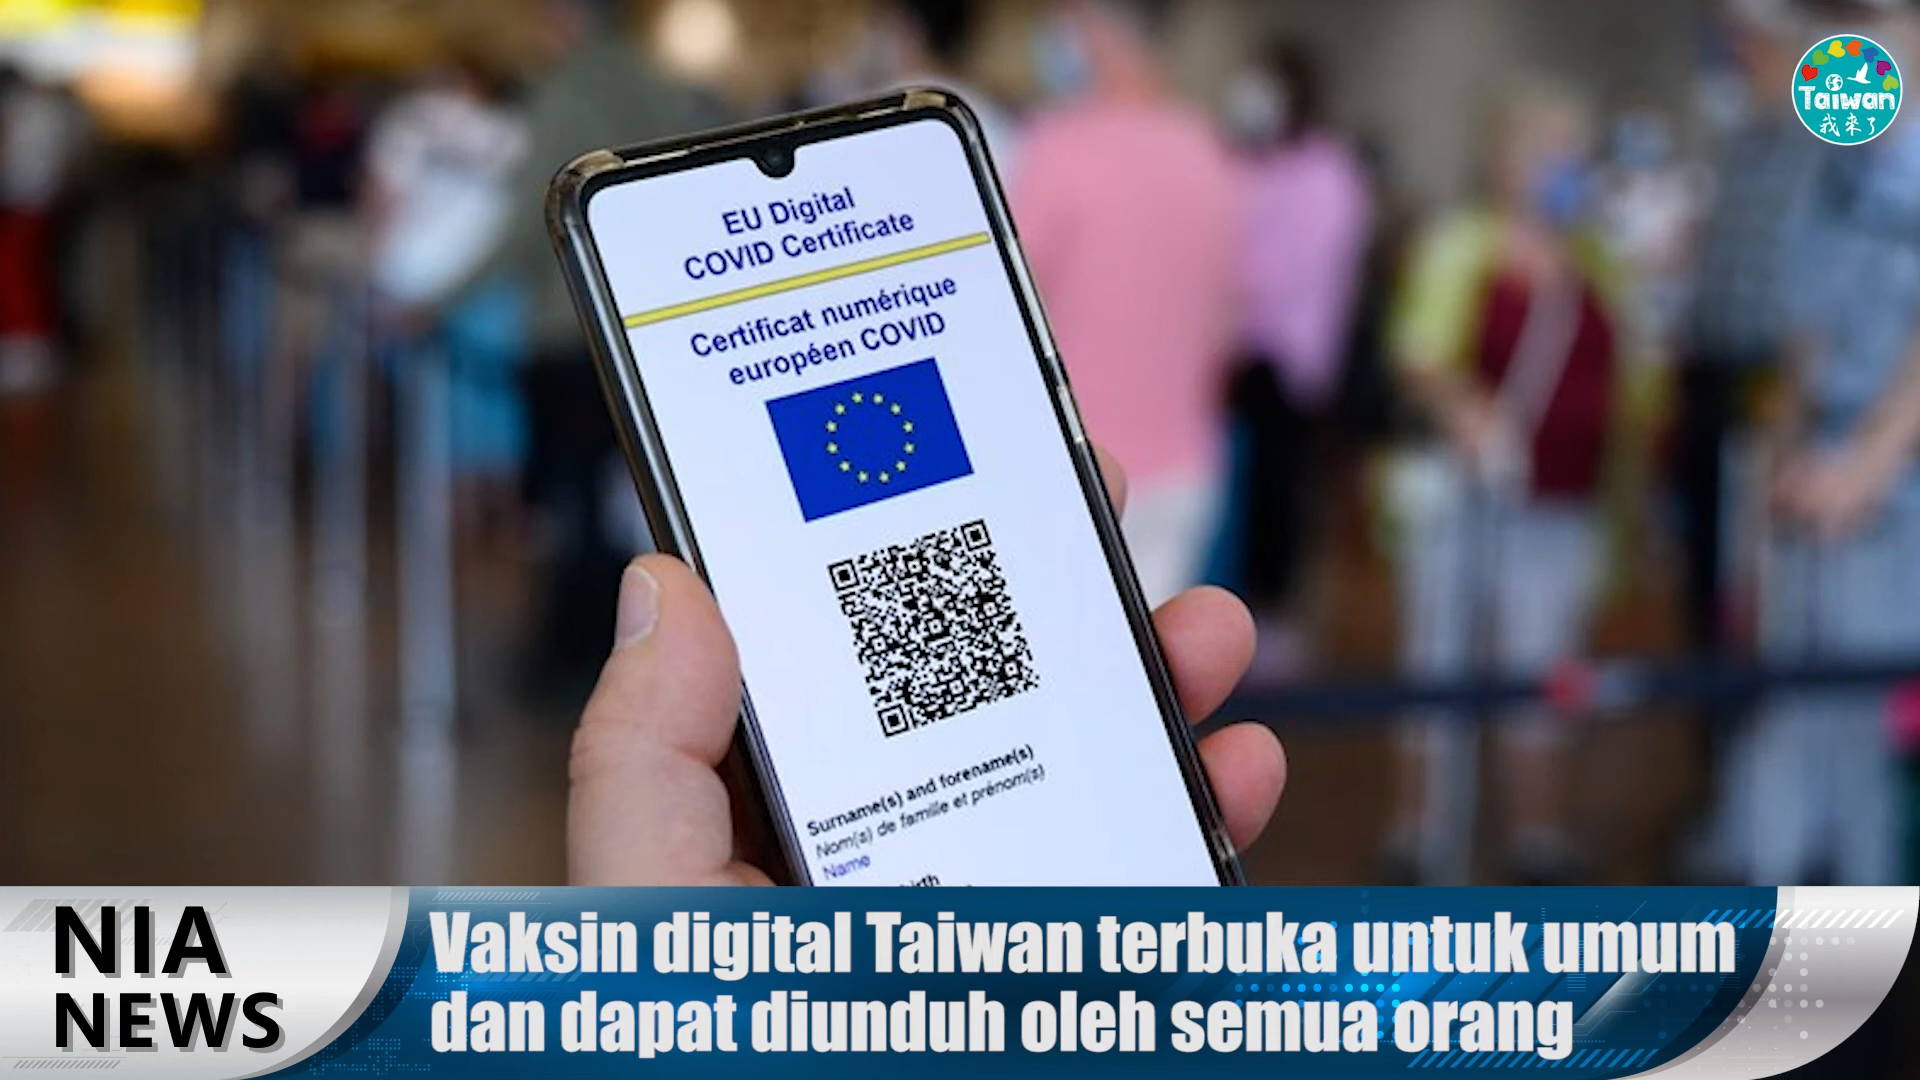 Taiwan
我來了
EU Digital
COVID Certificate
Certificat numérique
européen COVID
Surname(s) and forename(s)
Nom(s) de famille et prénom(s)
Name
NIA
NEWS
Vaksin digital Taiwan terbuka untuk umum
dan dapat diunduh oleh semua orang